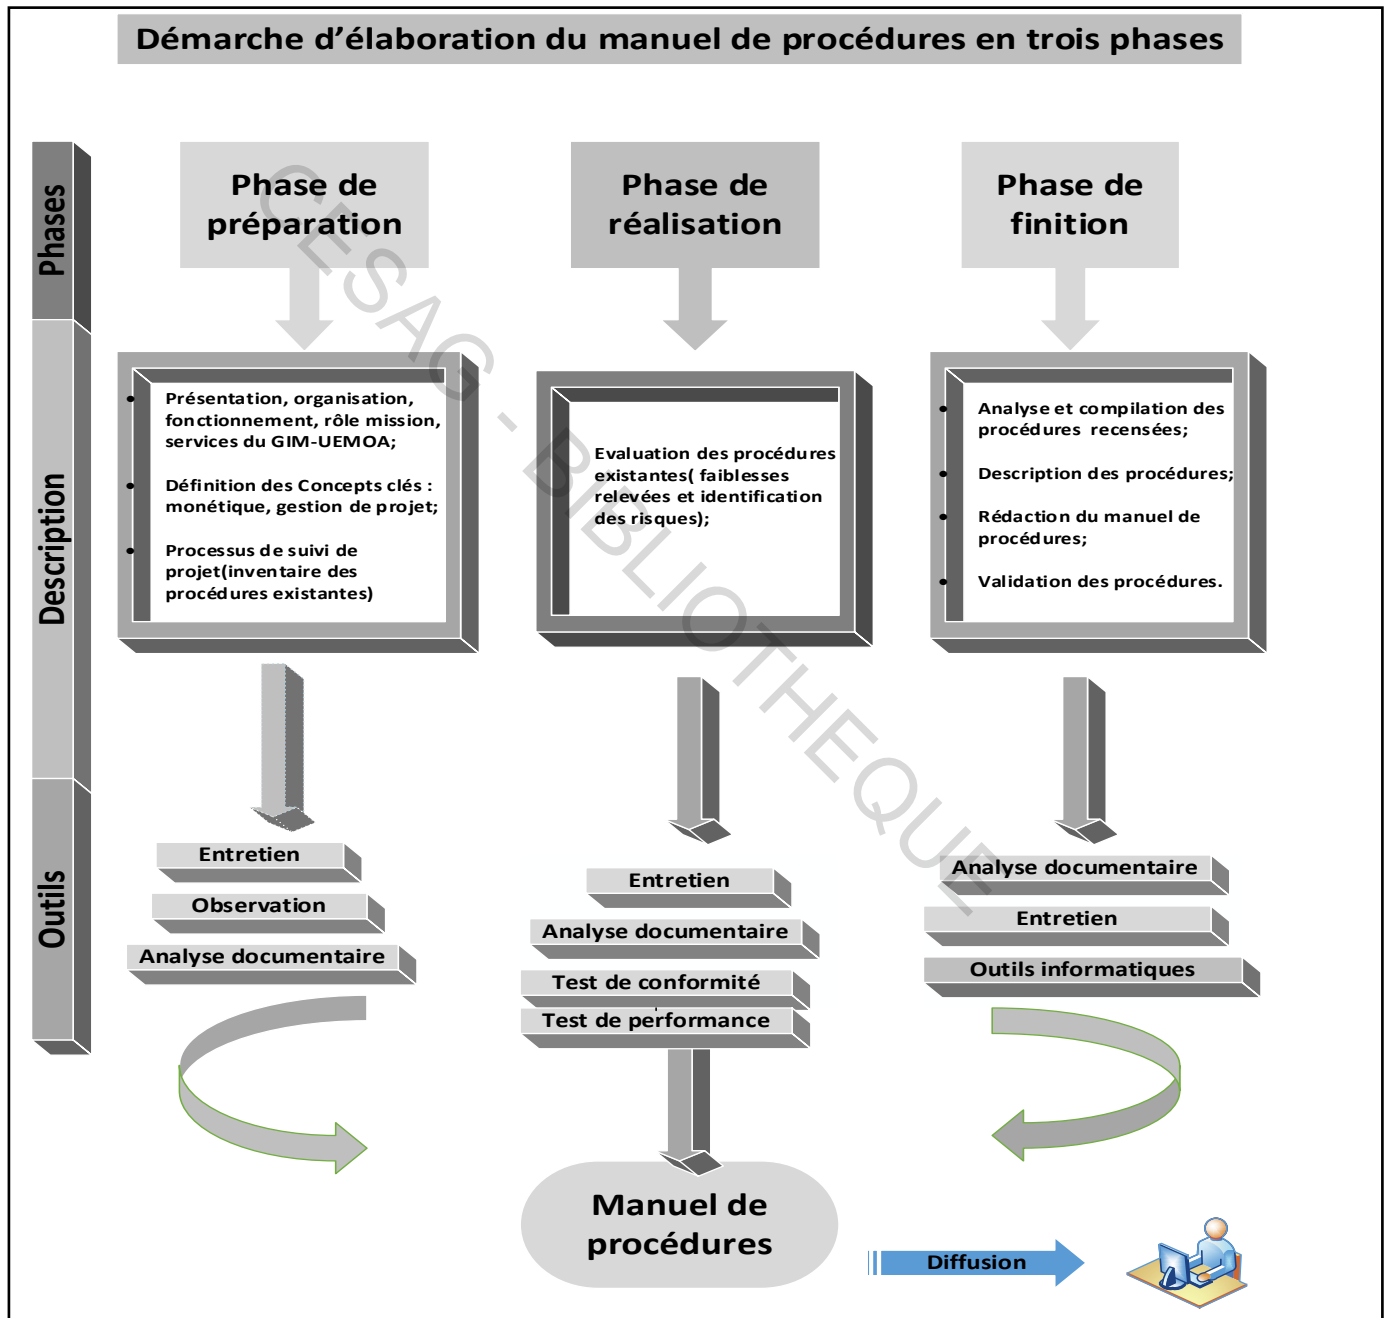 Démarche d'élaboration du manuel de procédures en trois phases
Phases
Phase de
préparation
Phase de
réalisation
Phase de
finition
Description
• Présentation, organisation,
fonctionnement, rôle mission,
services du GIM-UEMOA;
• Définition des Concepts clés :
monétique, gestion de projet;
• Processus de suivi de
projet(inventaire des
procédures existantes)
Evaluation des procédures
existantes( faiblesses
relevées et identification
des risques);
• Analyse et compilation des
procédures recensées;
• Description des procédures;
• Rédaction du manuel de
procédures;
• Validation des procédures.
Outils
Entretien
Observation
Analyse documentaire
Entretien
Analyse documentaire
Test de conformité
Test de performance
Analyse documentaire
Entretien
Outils informatiques
Manuel de
procédures
Diffusion
CESAG - BIBLIOTHEQUE